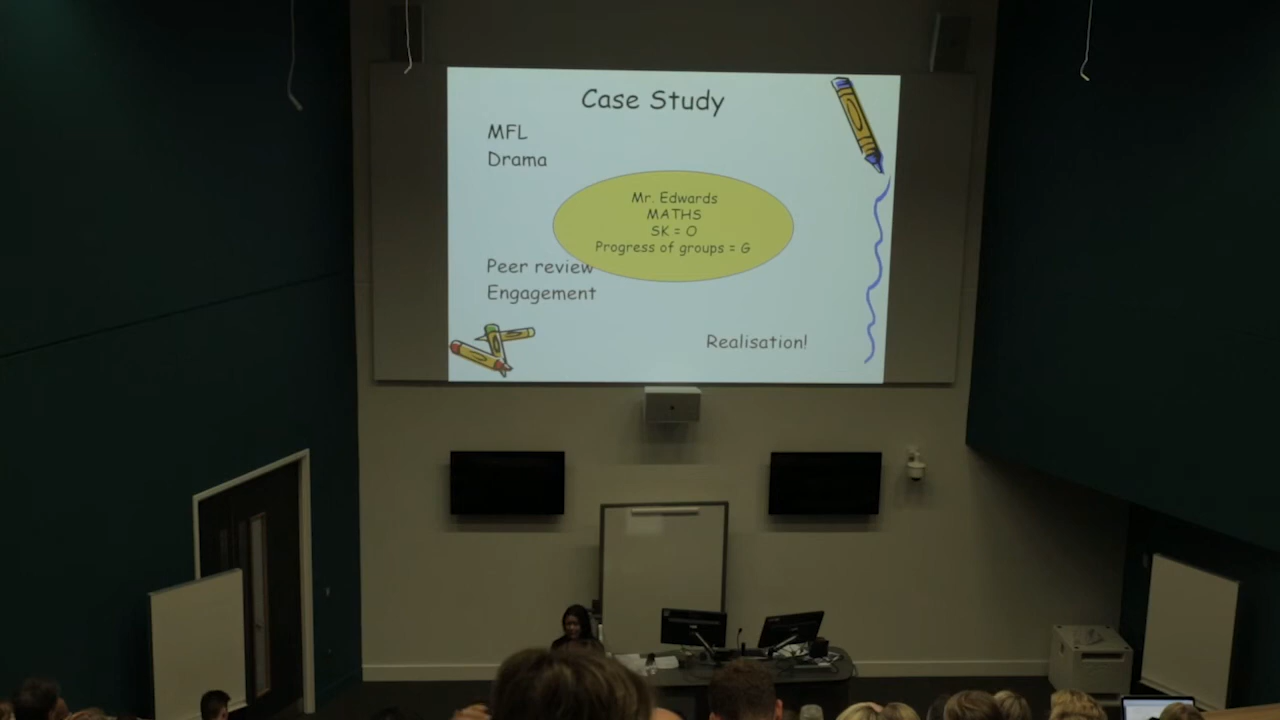 Case Study
MFL
Drama
Mr. Edwards
MATHS
SK = O
Progress of groups = G
Peer review
Engagement
Realisation!